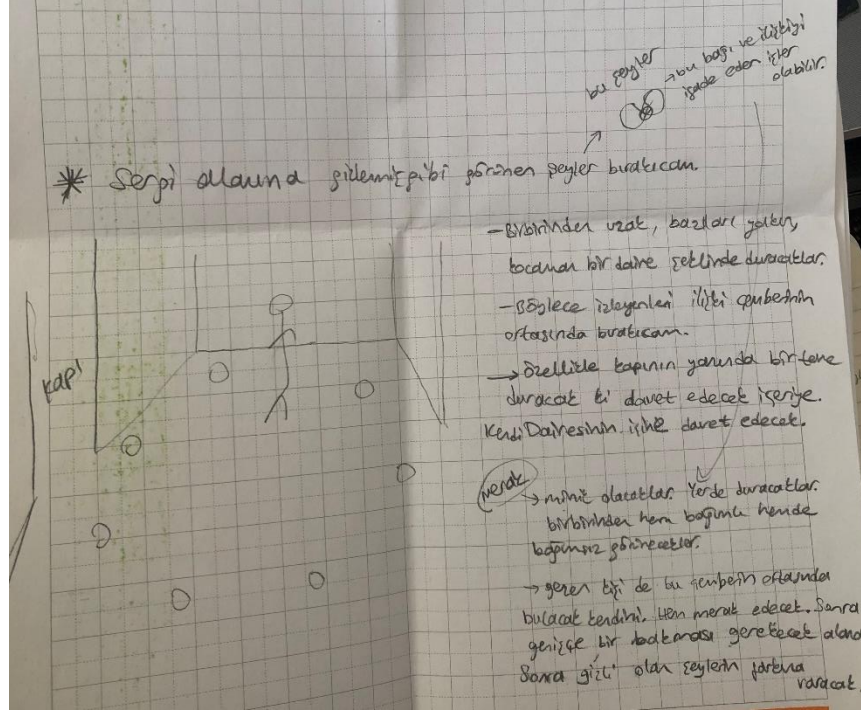 bu şeyler
→bu bağı ve ilişkiyi
ifade eden işler
olabilir.
* Sergi alanına gizlenmiş gibi görünen şeyler bırakıcam.
kapı
-Birbirinden uzak, bazıları yakın,
kocaman bir daire şeklinde duracaklar.
-Böylece izleyenleri ilişki çemberinin
ortasında bırakıcam.
→ özellikle kapının yanında bir tane
duracak ki davet edecek içeriye.
Kendi Dairesinin içine davet edecek.
merak
→ minik olacaklar. Yerde duracaklar.
birbirinden hem bağımlı hemde
bağımsız görünecekler.
→ gezen kişi de bu çemberin ortasında
bulacak kendini. Hem merak edecek. Sonra
genişçe bir bakması gerekecek alana
Sonra gizli olan şeylerin farkına
varacak.